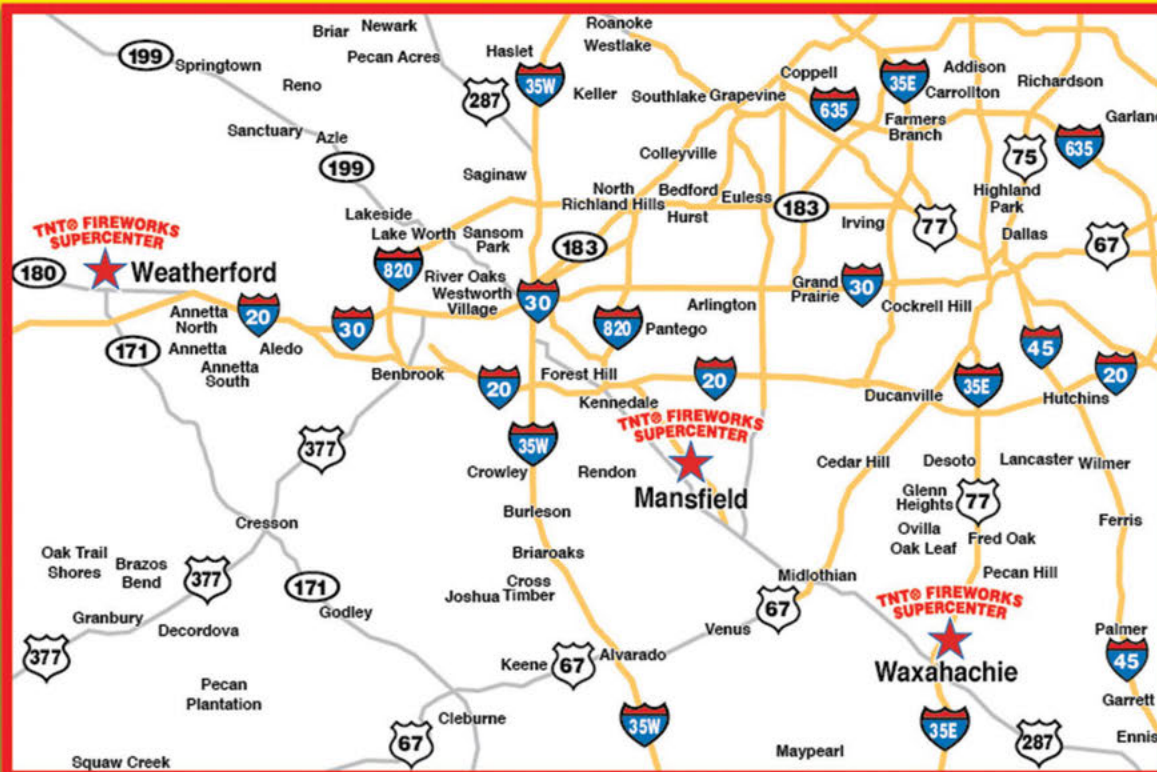 Roanoke
Newark
Briar
Westlake
199
Haslet
Springtown
Pecan Acres
35W
35E
Addison
Coppell
Richardson
Reno
Keller
Southlake Grapevine
Carrollton
287
635
Farmers
Branch
Sanctuary
Azle
75
635
199
Colleyville
Saginaw
North
Richland Hills
Bedford
Euless
Hurst
183
Highland
Park
Lakeside
Irving
77
Lake Worth
Sansom
Park
183
Dallas
67
TNT® FIREWORKS
SUPERCENTER
180
Weatherford
820
River Oaks
Westworth
Village
30
Arlington
Grand
Prairie
30
Cockrell Hill
Annetta
North
20
30
820
Pantego
171
Annetta
Aledo
Annetta
South
45
Benbrook
20
Forest Hill
20
35E
20
Kennedale
Ducanville
Hutchins
TNT® FIREWORKS
SUPERCENTER
377
35W
Crowley
Rendon
Mansfield
Cedar Hill
Desoto
Lancaster
Wilmer
Glenn
Heights
77
Burleson
Cresson
Ferris
Ovilla
Oak Leaf
Fred Oak
Oak Trail
Shores
Brazos
Bend
Briaroaks
377
171
Cross
Timber
Joshua
Midlothian
Pecan Hill
TNT® FIREWORKS
SUPERCENTER
67
Godley
Granbury
Decordova
Venus
Palmer
377
Keene
67
Alvarado
Waxahachie
45
Pecan
Plantation
Garrett
Cleburne
35W
35E
67
287
Ennis
Maypearl
Squaw Creek